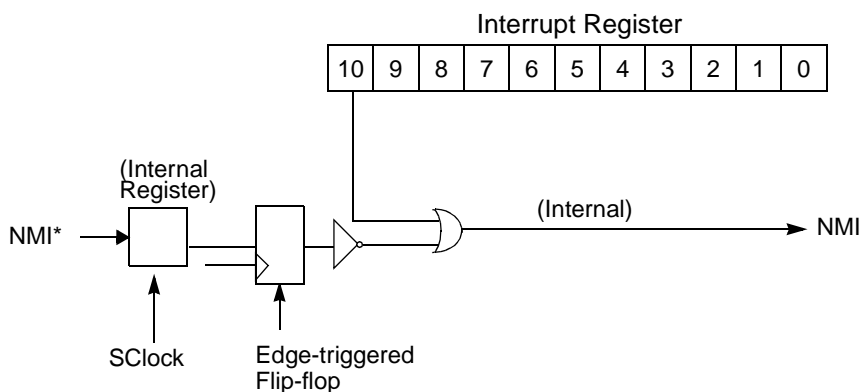 Interrupt Register
10 9 8 7 6 5 4 3 2 1 0
(Internal
Register)
(Internal)
NMI*
NMI
SClock
Edge-triggered
Flip-flop